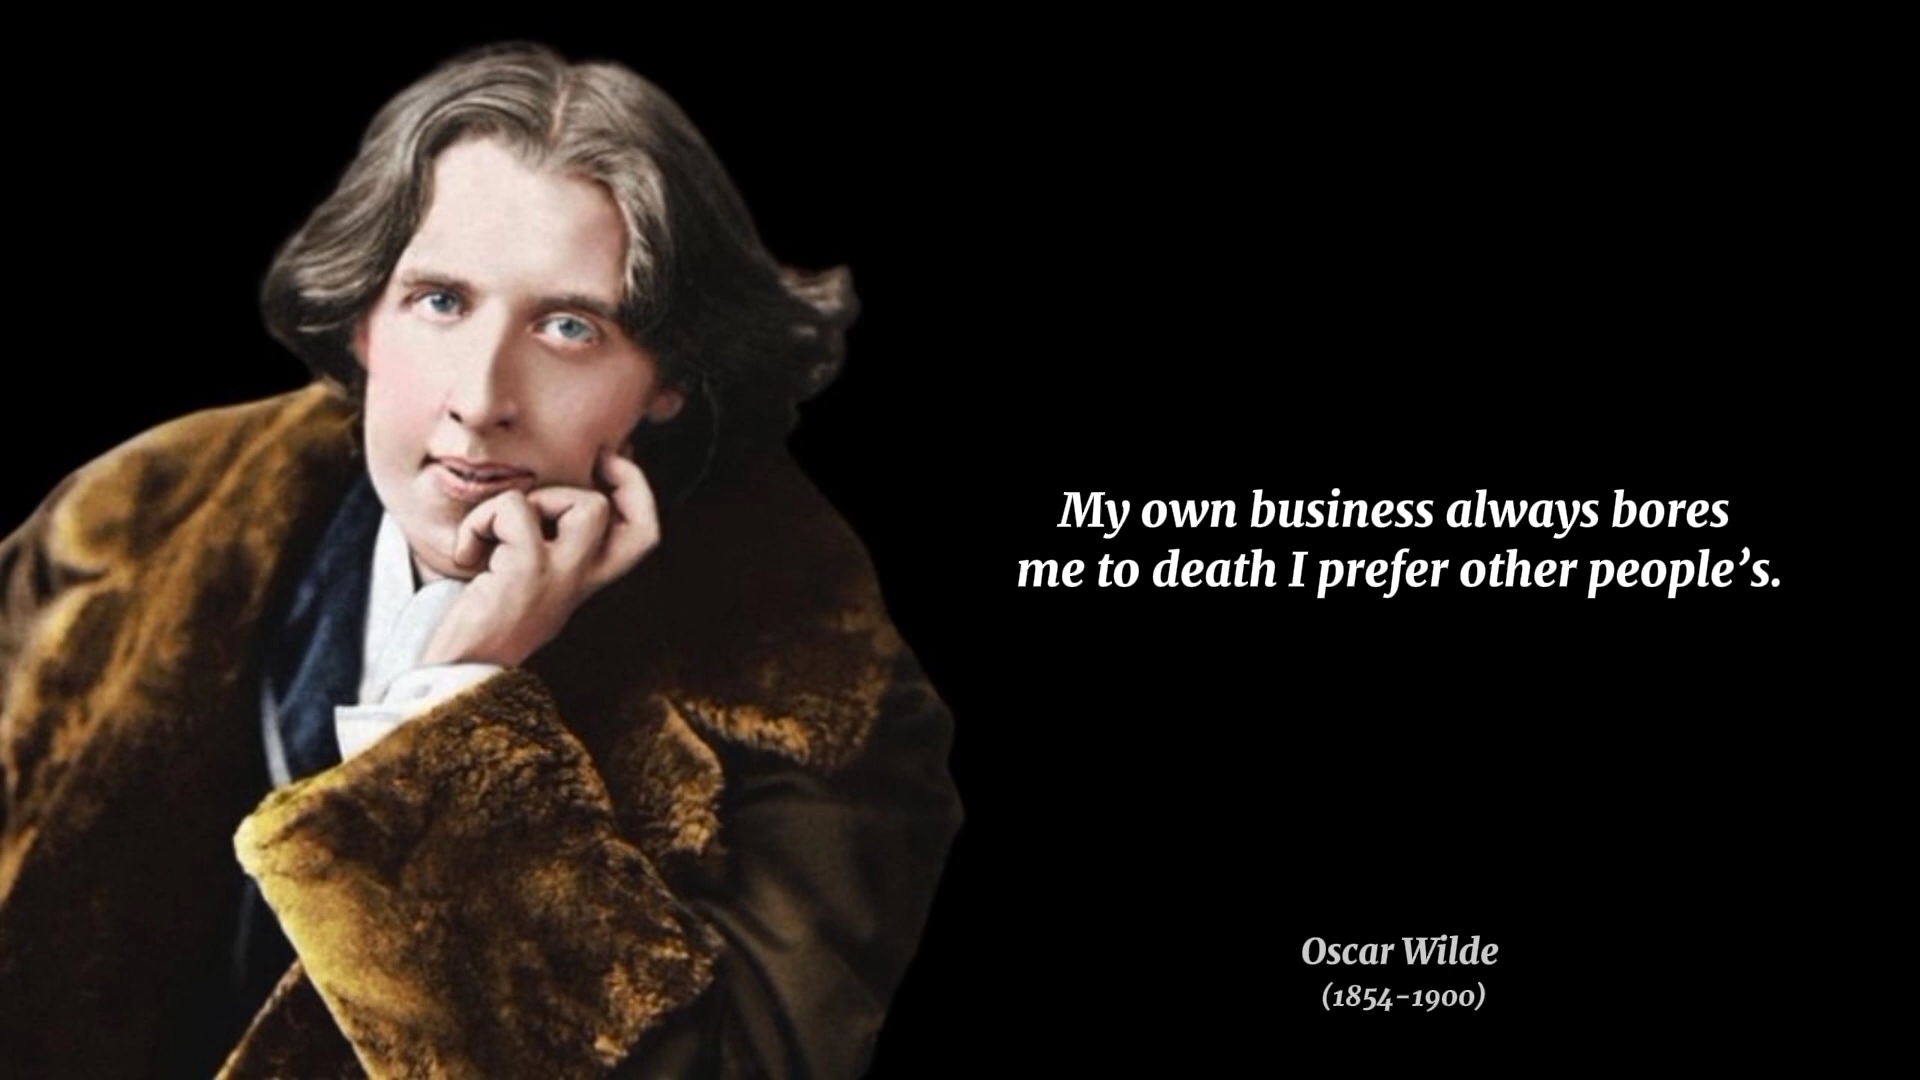 My own business always bores
me to death I prefer other people’s.
Oscar Wilde
(1854-1900)